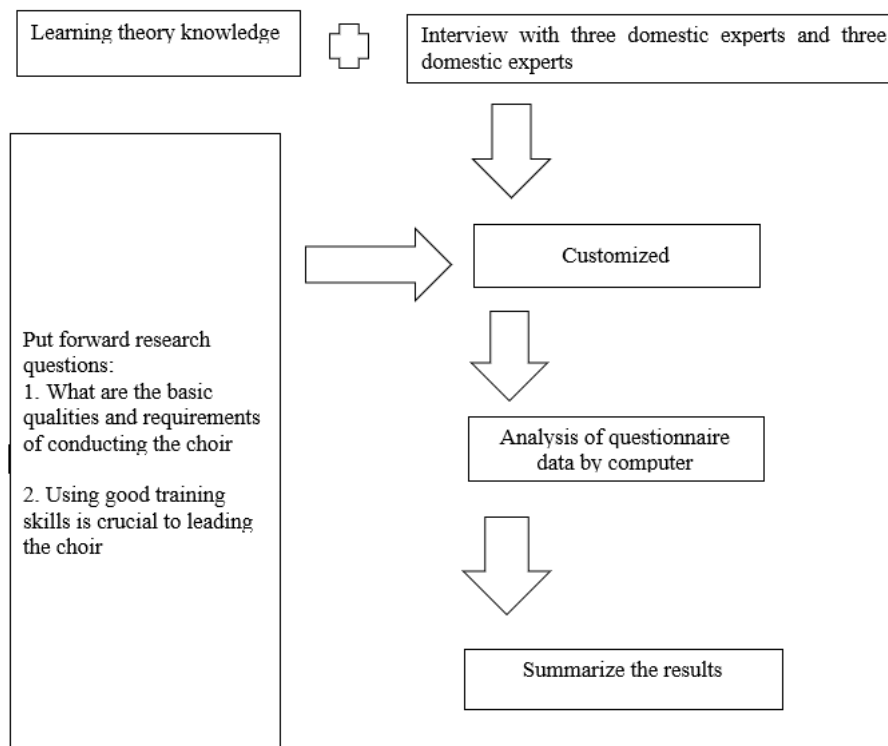 Learning theory knowledge
Interview with three domestic experts and three
domestic experts
Put forward research
questions:
1. What are the basic
qualities and requirements
of conducting the choir
2. Using good training
skills is crucial to leading
the choir
Customized
Analysis of questionnaire
data by computer
Summarize the results